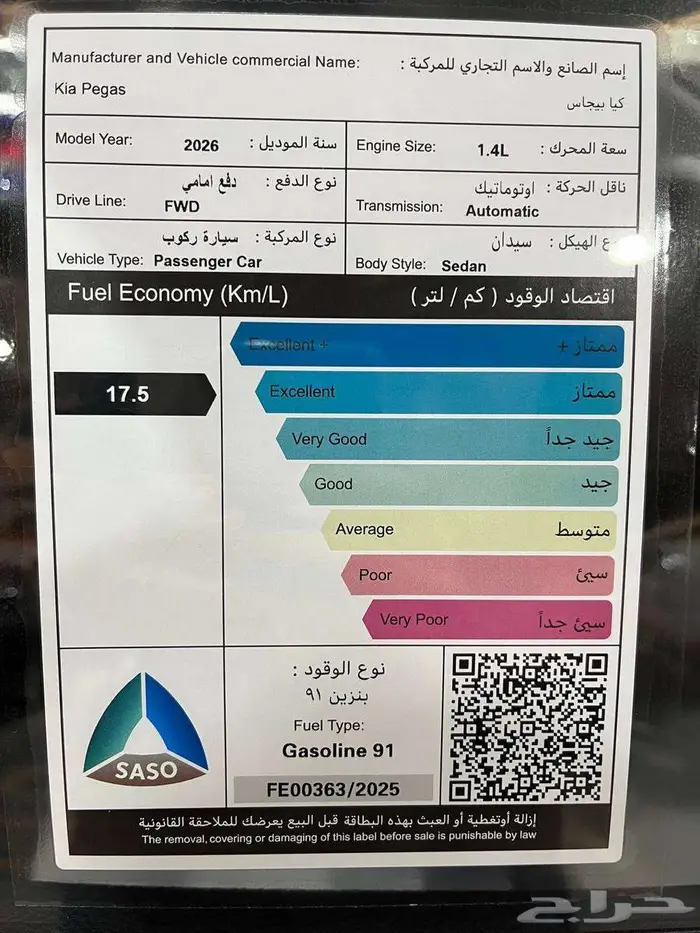 Manufacturer and Vehicle commercial Name: إسم الصانع والاسم التجاري للمركبة :
Kia Pegas كيا بيجاس
Model Year: 2026 سنة الموديل :
Engine Size: 1.4L سعة المحرك :
نوع الدفع : دفع امامي
Drive Line: FWD
ناقل الحركة : اوتوماتيك
Transmission: Automatic
نوع المركبة : سيارة ركوب
Vehicle Type: Passenger Car
ع الهيكل : سيدان
Body Style: Sedan
Fuel Economy (Km/L) اقتصاد الوقود ( كم / لتر )
Excellent + ممتاز +
17.5
Excellent ممتاز
Very Good جيد جداً
Good جيد
Average متوسط
Poor سيئ
Very Poor سيئ جداً
نوع الوقود :
بنزين ٩١
Fuel Type:
Gasoline 91
FE00363/2025
SASO
إزالة أوتغطية أو العبث بهذه البطاقة قبل البيع يعرضك للملاحقة القانونية
The removal, covering or damaging of this label before sale is punishable by law
حراج